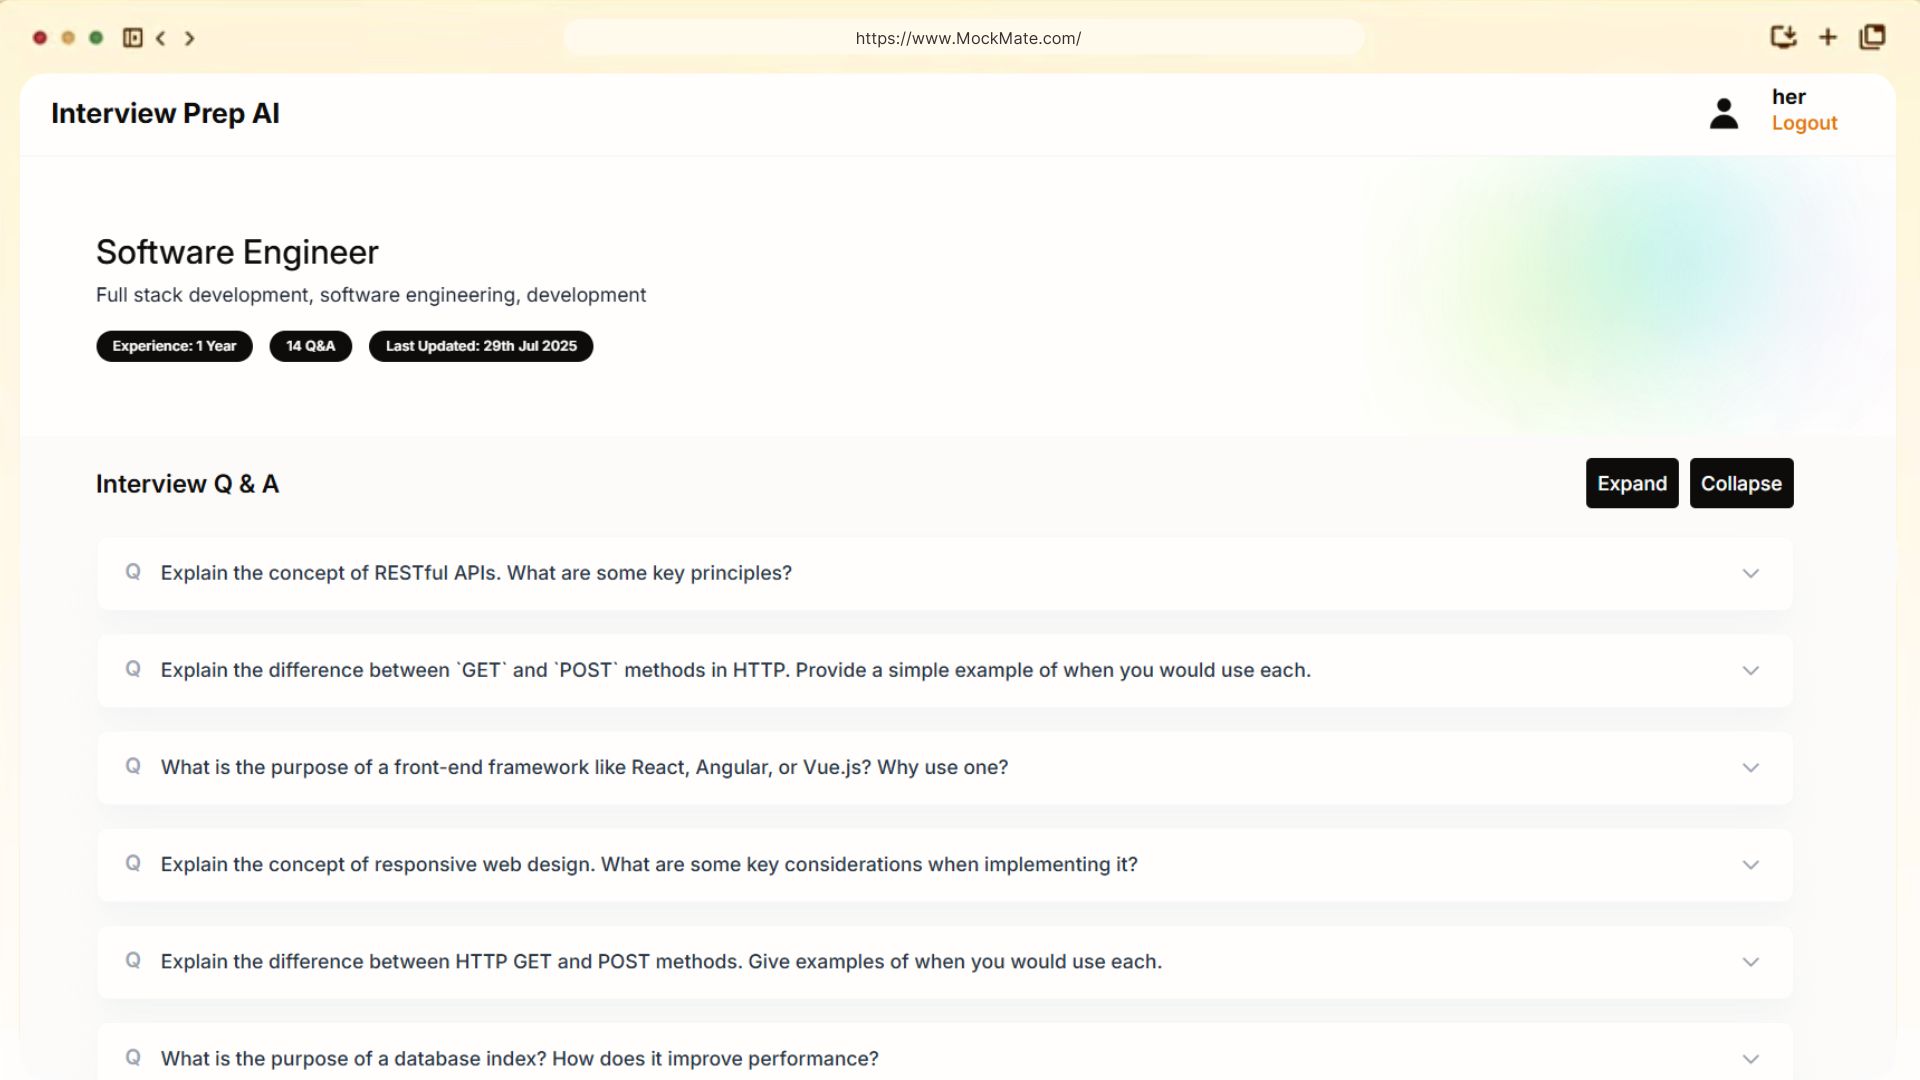 https://www.MockMate.com/
Interview Prep AI
her
Logout
Software Engineer
Full stack development, software engineering, development
Experience: 1 Year
14 Q&A
Last Updated: 29th Jul 2025
Interview Q & A
Expand
Collapse
Q Explain the concept of RESTful APIs. What are some key principles?
Q Explain the difference between `GET` and `POST` methods in HTTP. Provide a simple example of when you would use each.
Q What is the purpose of a front-end framework like React, Angular, or Vue.js? Why use one?
Q Explain the concept of responsive web design. What are some key considerations when implementing it?
Q Explain the difference between HTTP GET and POST methods. Give examples of when you would use each.
Q What is the purpose of a database index? How does it improve performance?